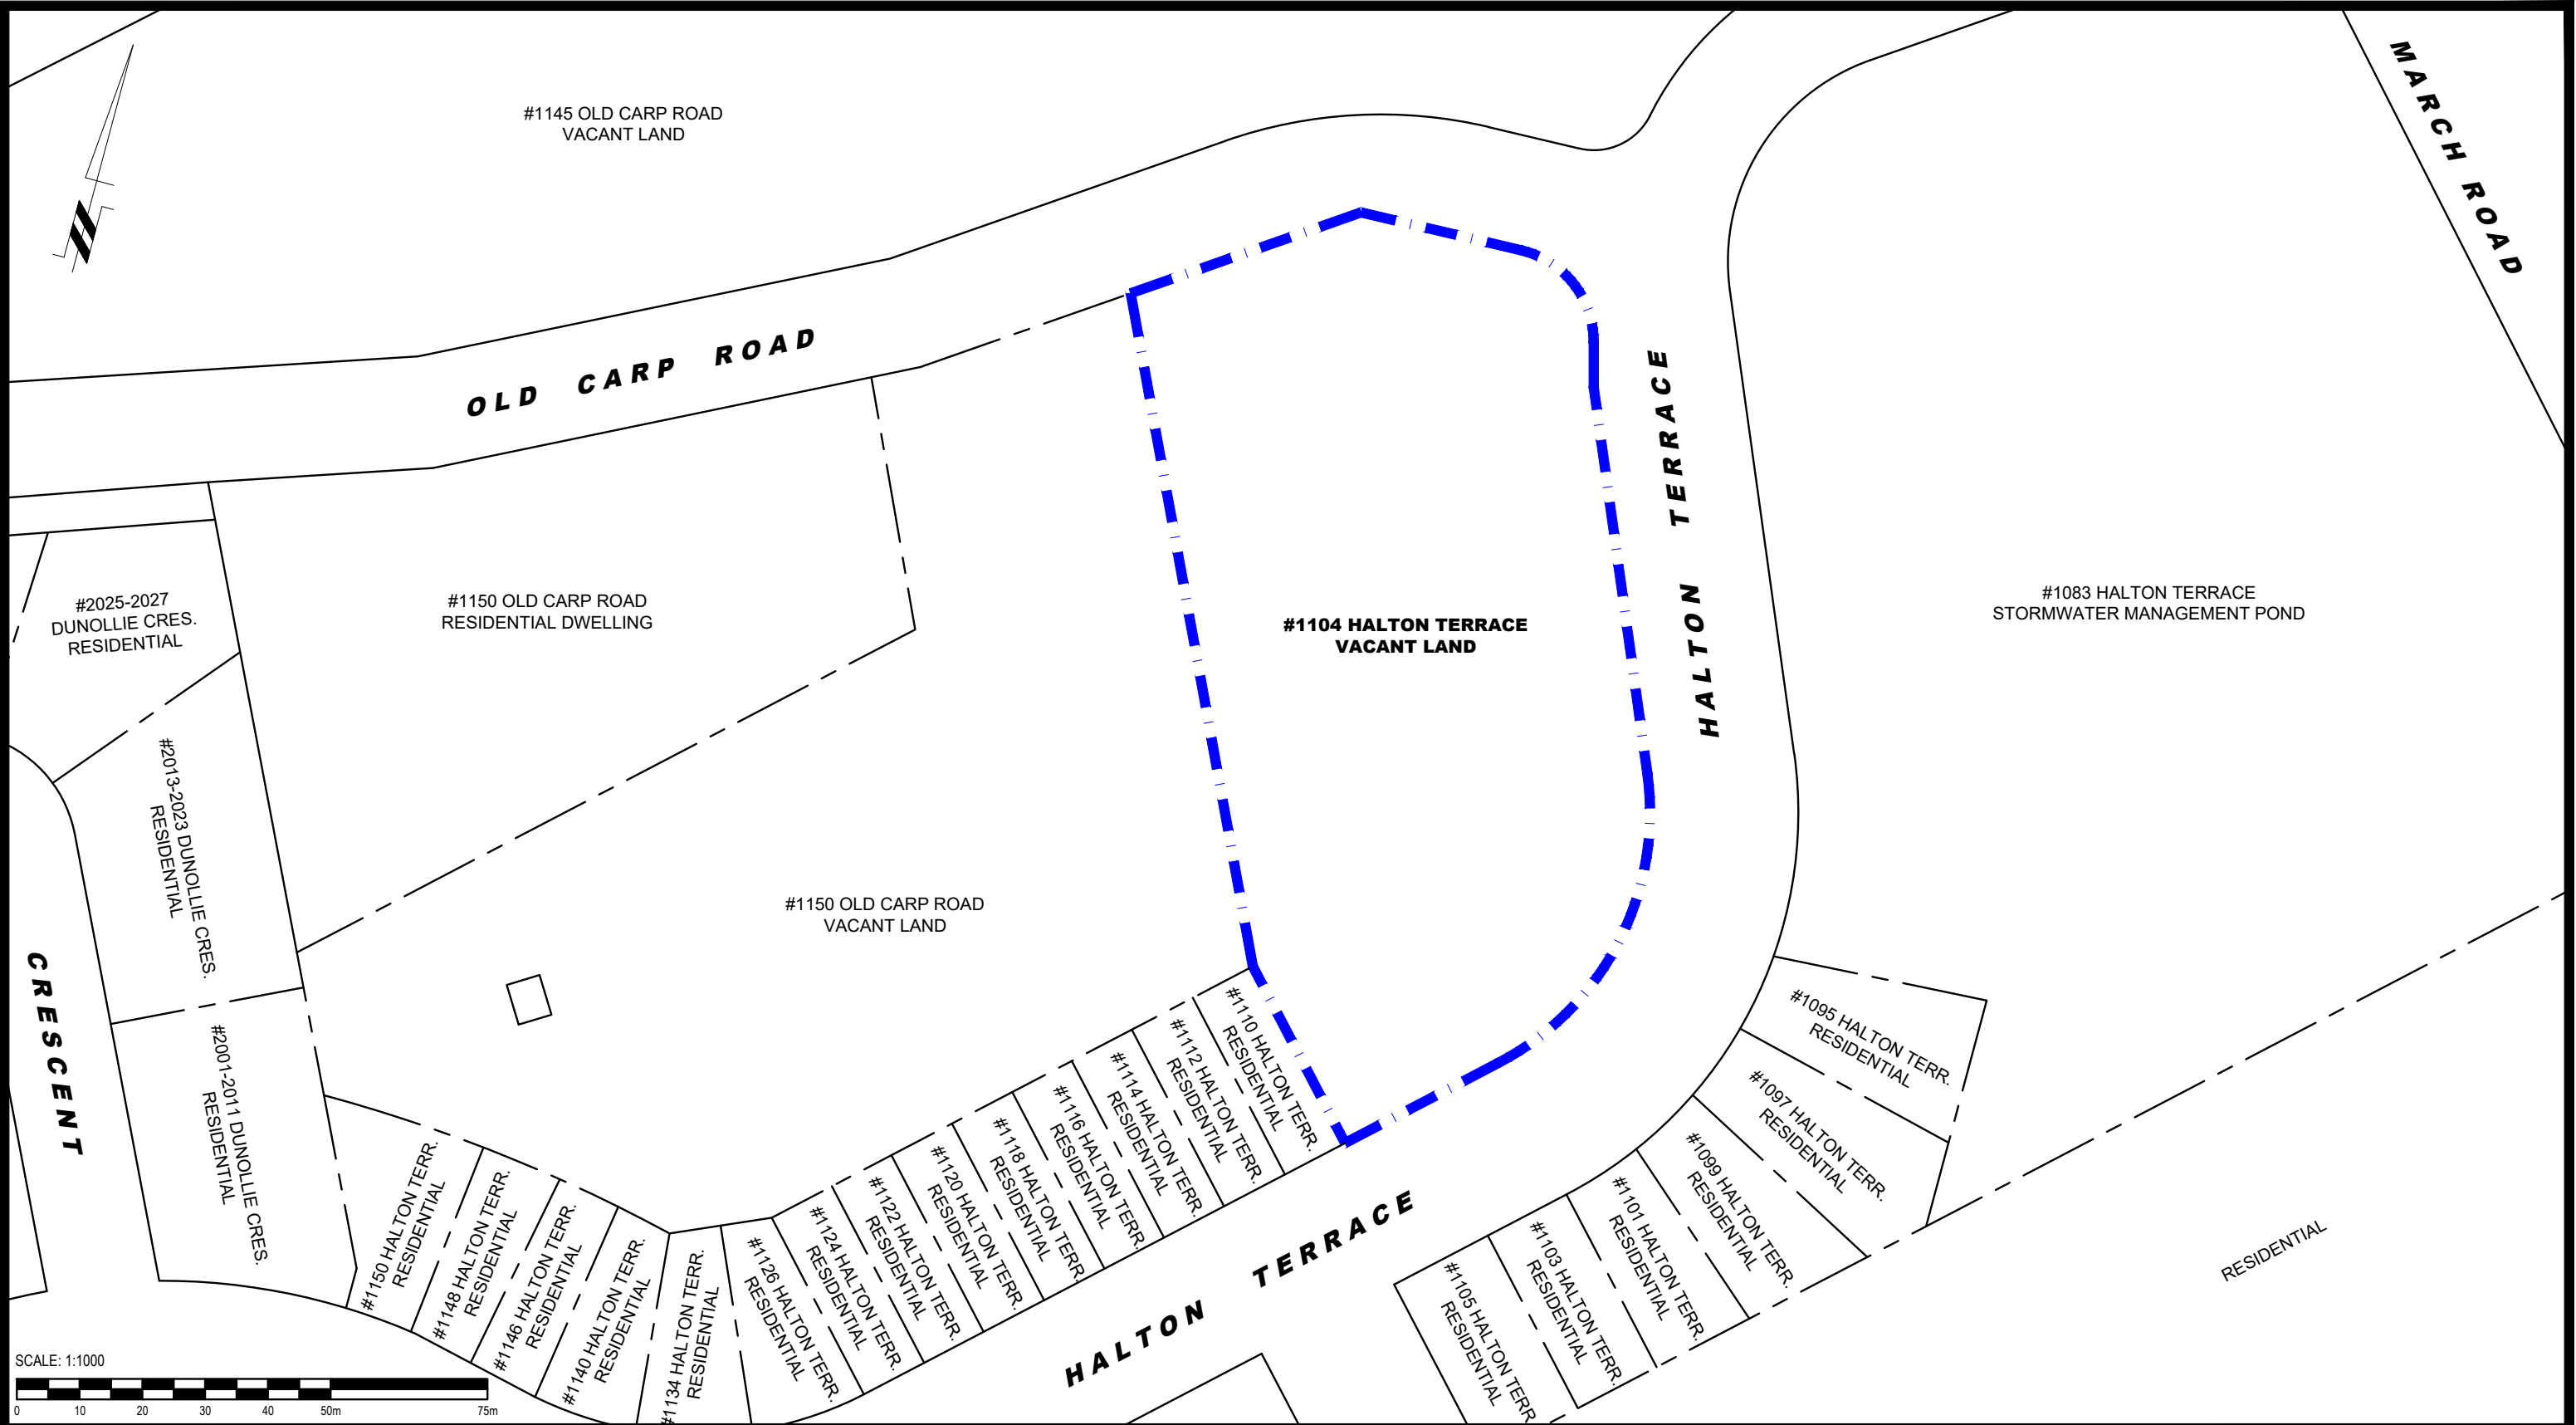 #1145 OLD CARP ROAD
VACANT LAND
MARCH ROAD
OLD CARP ROAD
HALTON TERRACE
#2025-2027
DUNOLLIE CRES.
RESIDENTIAL
#1150 OLD CARP ROAD
RESIDENTIAL DWELLING
#1104 HALTON TERRACE
VACANT LAND
#1083 HALTON TERRACE
STORMWATER MANAGEMENT POND
#2013-2023 DUNOLLIE CRES.
RESIDENTIAL
#1150 OLD CARP ROAD
VACANT LAND
CRESCENT
#2001-2011 DUNOLLIE CRES.
RESIDENTIAL
#1150 HALTON TERR.
RESIDENTIAL
#1148 HALTON TERR.
RESIDENTIAL
#1146 HALTON TERR.
RESIDENTIAL
#1140 HALTON TERR.
RESIDENTIAL
#1134 HALTON TERR.
RESIDENTIAL
#1126 HALTON TERR.
RESIDENTIAL
#1124 HALTON TERR.
RESIDENTIAL
#1122 HALTON TERR.
RESIDENTIAL
#1120 HALTON TERR.
RESIDENTIAL
#1118 HALTON TERR.
RESIDENTIAL
#1116 HALTON TERR.
RESIDENTIAL
#1114 HALTON TERR.
RESIDENTIAL
#1112 HALTON TERR.
RESIDENTIAL
#1110 HALTON TERR.
RESIDENTIAL
HALTON TERRACE
#1095 HALTON TERR.
RESIDENTIAL
#1097 HALTON TERR.
RESIDENTIAL
#1099 HALTON TERR.
RESIDENTIAL
#1101 HALTON TERR.
RESIDENTIAL
#1103 HALTON TERR.
RESIDENTIAL
#1105 HALTON TERR
RESIDENTIAL
RESIDENTIAL
SCALE: 1:1000
0 10 20 30 40 50m 75m